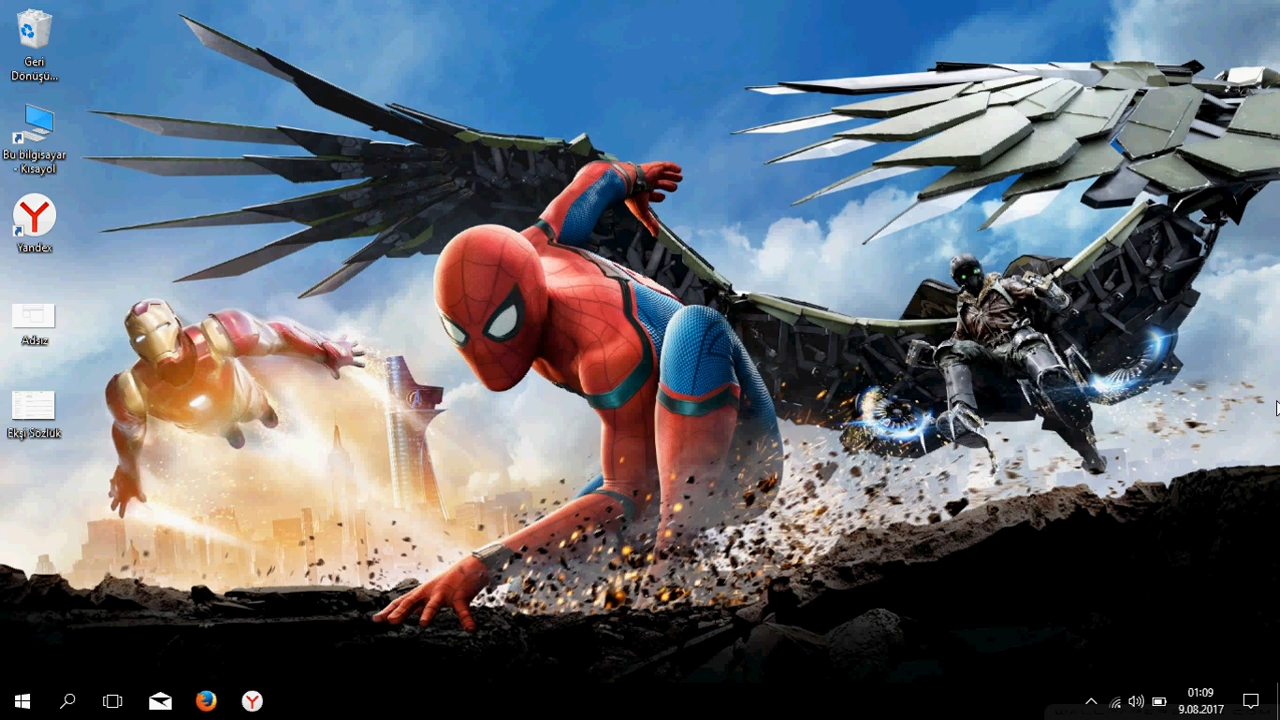 Geri
Dönüşü...
Bu bilgisayar
- Kısayol
Yandex
Adsız
Ekşi Sözlük
01:09
9.08.2017